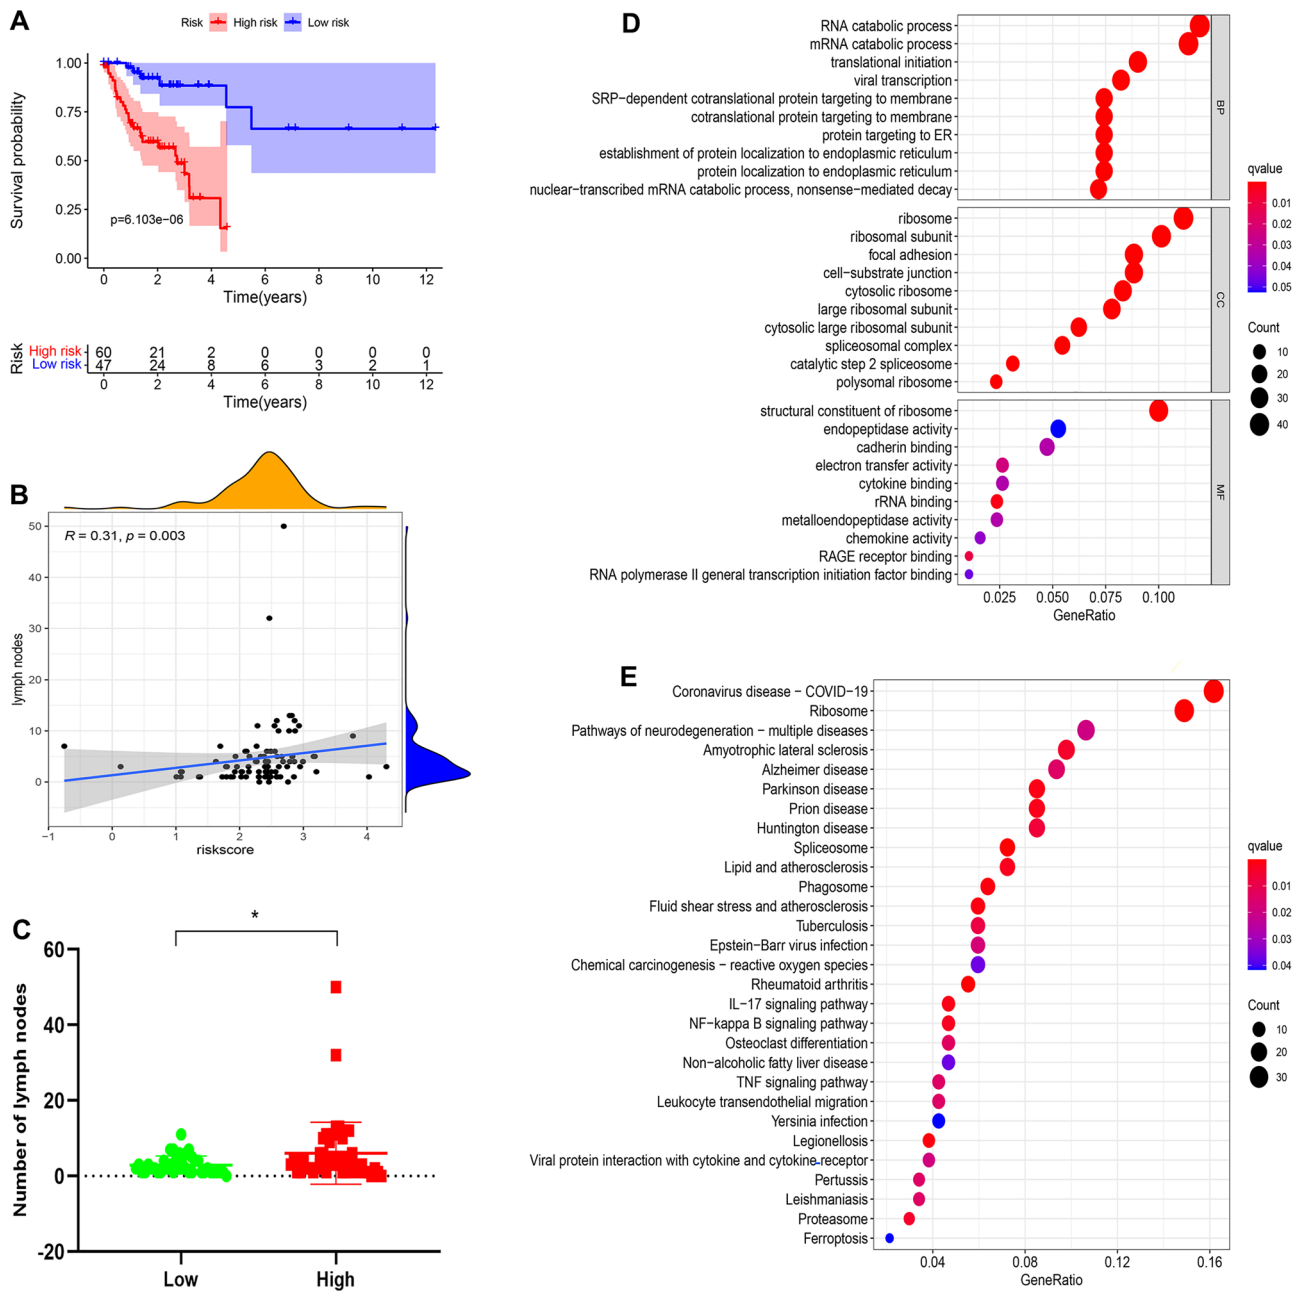 A
Risk High risk Low risk
1.00
0.75
0.50
0.25
0.00
Survival probability
p=6.103e−06
0 2 4 6 8 10 12
Time(years)
Risk
High risk 60 21 2 0 0 0 0
Low risk 47 24 8 6 3 2 1
0 2 4 6 8 10 12
Time(years)
B
R = 0.31, p = 0.003
50
40
30
20
10
0
lymph nodes
−1 0 1 2 3 4
riskscore
C
*
60
40
20
0
-20
Number of lymph nodes
Low High
D
RNA catabolic process
mRNA catabolic process
translational initiation
viral transcription
SRP−dependent cotranslational protein targeting to membrane
cotranslational protein targeting to membrane
protein targeting to ER
establishment of protein localization to endoplasmic reticulum
protein localization to endoplasmic reticulum
nuclear−transcribed mRNA catabolic process, nonsense−mediated decay
BP
ribosome
ribosomal subunit
focal adhesion
cell−substrate junction
cytosolic ribosome
large ribosomal subunit
cytosolic large ribosomal subunit
spliceosomal complex
catalytic step 2 spliceosome
polysomal ribosome
CC
structural constituent of ribosome
endopeptidase activity
cadherin binding
electron transfer activity
cytokine binding
rRNA binding
metalloendopeptidase activity
chemokine activity
RAGE receptor binding
RNA polymerase II general transcription initiation factor binding
MF
0.025 0.050 0.075 0.100
GeneRatio
qvalue
0.01
0.02
0.03
0.04
0.05
Count
10
20
30
40
E
Coronavirus disease − COVID−19
Ribosome
Pathways of neurodegeneration − multiple diseases
Amyotrophic lateral sclerosis
Alzheimer disease
Parkinson disease
Prion disease
Huntington disease
Spliceosome
Lipid and atherosclerosis
Phagosome
Fluid shear stress and atherosclerosis
Tuberculosis
Epstein−Barr virus infection
Chemical carcinogenesis − reactive oxygen species
Rheumatoid arthritis
IL−17 signaling pathway
NF−kappa B signaling pathway
Osteoclast differentiation
Non−alcoholic fatty liver disease
TNF signaling pathway
Leukocyte transendothelial migration
Yersinia infection
Legionellosis
Viral protein interaction with cytokine and cytokine receptor
Pertussis
Leishmaniasis
Proteasome
Ferroptosis
0.04 0.08 0.12 0.16
GeneRatio
qvalue
0.01
0.02
0.03
0.04
Count
10
20
30